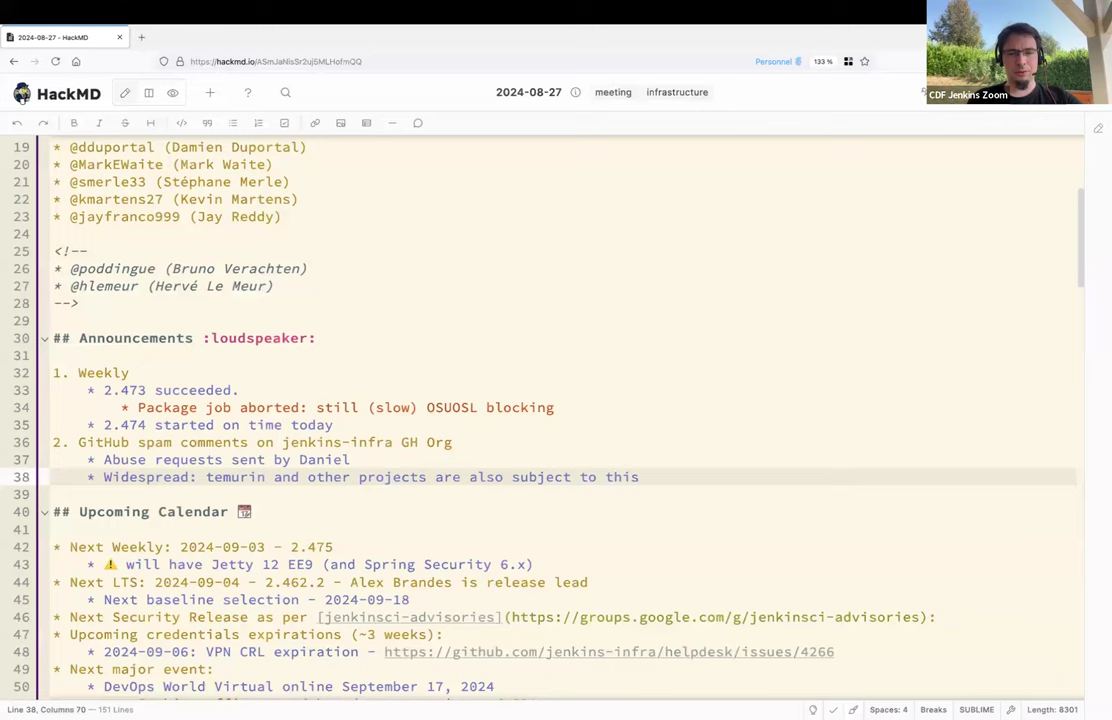 2024-08-27 - HackMD
https://hackmd.io/ASmJaNisSr2uj5MLHofmQQ
Personnel
133 %
CDF Jenkins Zoom
HackMD
2024-08-27
meeting
infrastructure
19 * @dduportal (Damien Duportal)
20 * @MarkEWaite (Mark Waite)
21 * @smerle33 (Stéphane Merle)
22 * @kmartens27 (Kevin Martens)
23 * @jayfranco999 (Jay Reddy)
24
25 <!--
26 * @poddingue (Bruno Verachten)
27 * @hlemeur (Hervé Le Meur)
28 -->
29
30 ## Announcements :loudspeaker:
31
32 1. Weekly
33 * 2.473 succeeded.
34 * Package job aborted: still (slow) OSUOSL blocking
35 * 2.474 started on time today
36 2. GitHub spam comments on jenkins-infra GH Org
37 * Abuse requests sent by Daniel
38 * Widespread: temurin and other projects are also subject to this
39
40 ## Upcoming Calendar 📆
41
42 * Next Weekly: 2024-09-03 - 2.475
43 * ⚠️ will have Jetty 12 EE9 (and Spring Security 6.x)
44 * Next LTS: 2024-09-04 - 2.462.2 - Alex Brandes is release lead
45 * Next baseline selection - 2024-09-18
46 * Next Security Release as per [jenkinsci-advisories](https://groups.google.com/g/jenkinsci-advisories):
47 * Upcoming credentials expirations (~3 weeks):
48 * 2024-09-06: VPN CRL expiration - https://github.com/jenkins-infra/helpdesk/issues/4266
49 * Next major event:
50 * DevOps World Virtual online September 17, 2024
Line 38, Columns 70 — 151 Lines
Spaces: 4
Breaks
SUBLIME
Length: 8301